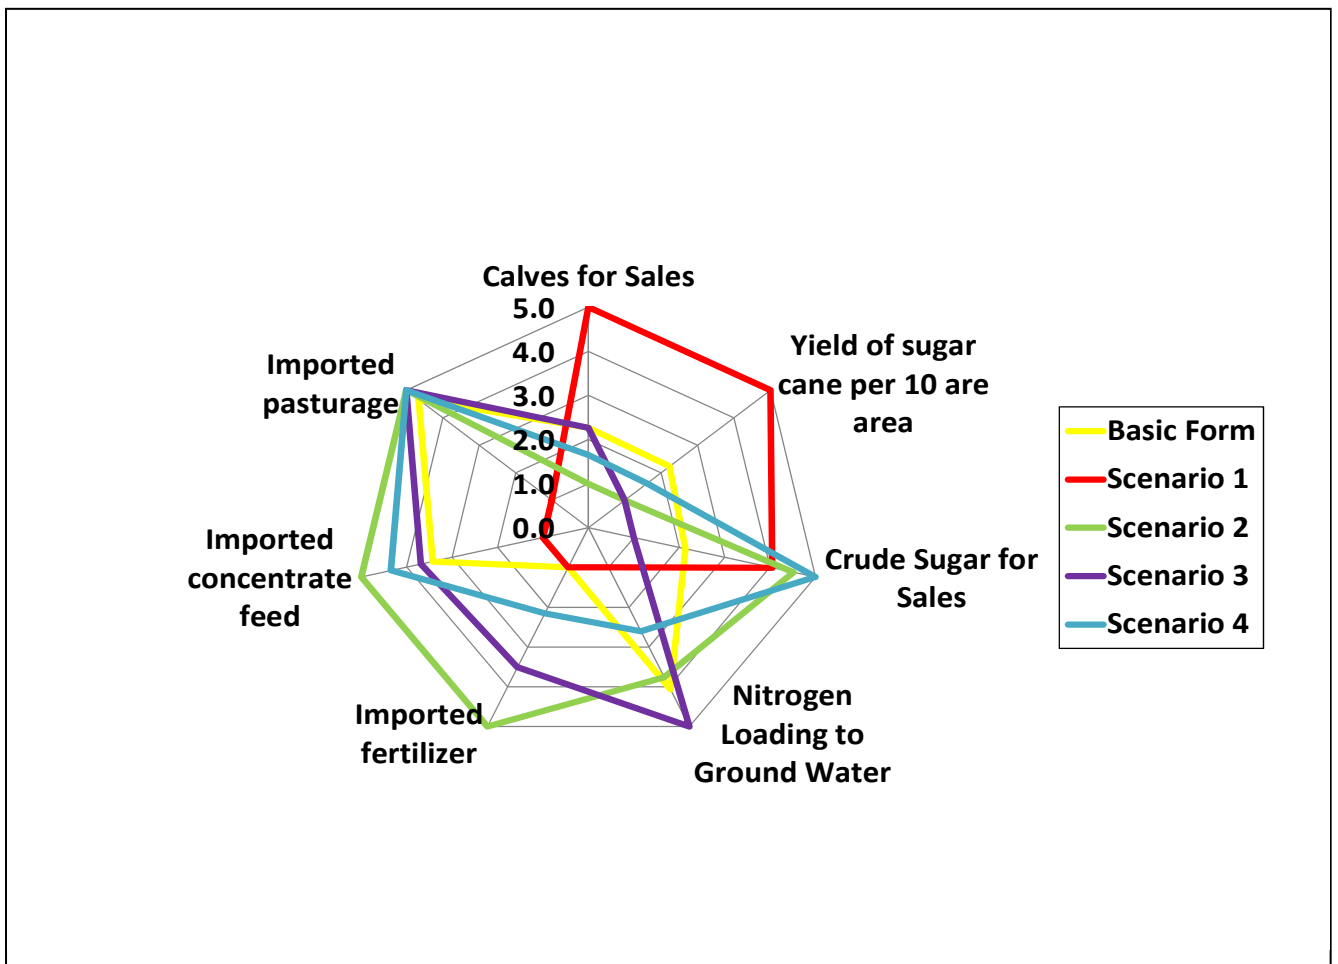 Calves for Sales
5.0
4.0
3.0
2.0
1.0
0.0
Yield of sugar
cane per 10 are
area
Crude Sugar for
Sales
Nitrogen
Loading to
Ground Water
Imported
fertilizer
Imported
concentrate
feed
Imported
pasturage
Basic Form
Scenario 1
Scenario 2
Scenario 3
Scenario 4